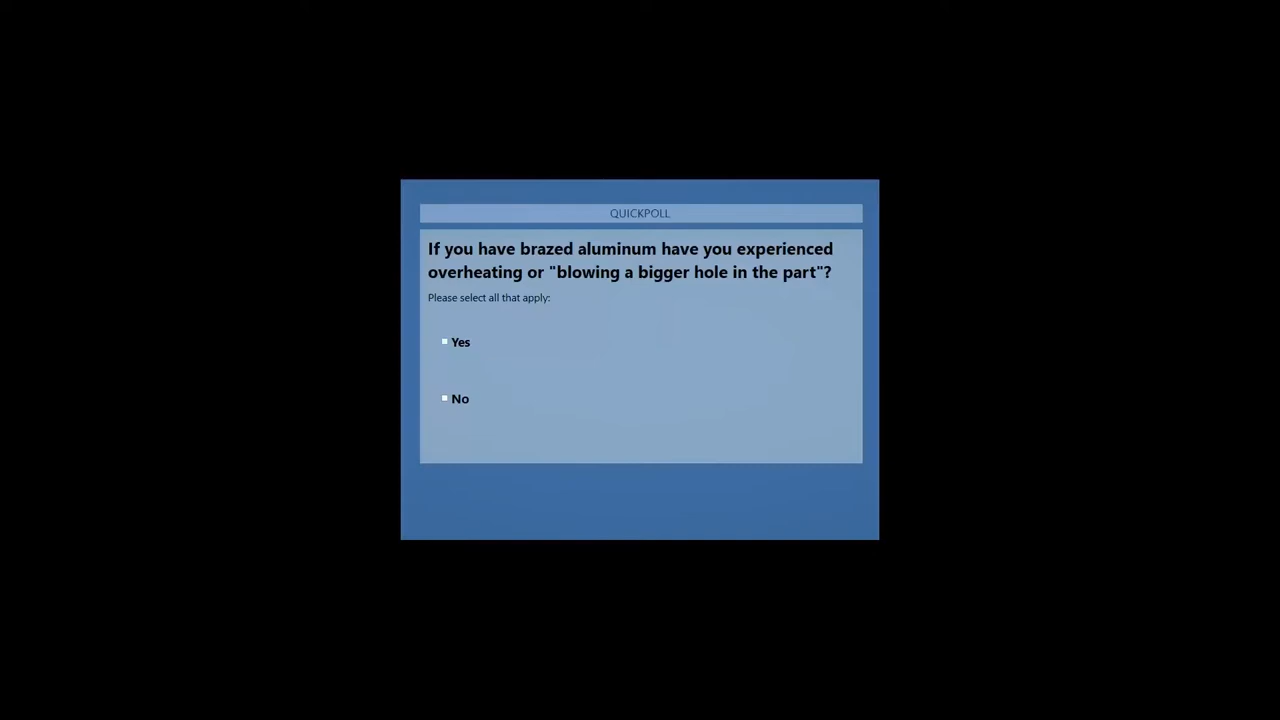 QUICKPOLL
If you have brazed aluminum have you experienced
overheating or "blowing a bigger hole in the part"?
Please select all that apply:
Yes
No